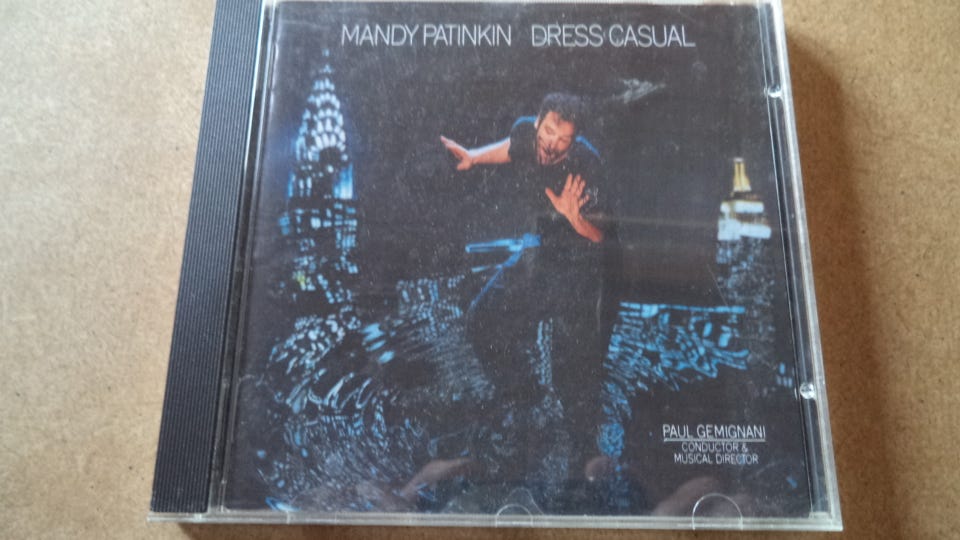 MANDY PATINKIN DRESS CASUAL
PAUL GEMIGNANI
CONDUCTOR &
MUSICAL DIRECTOR